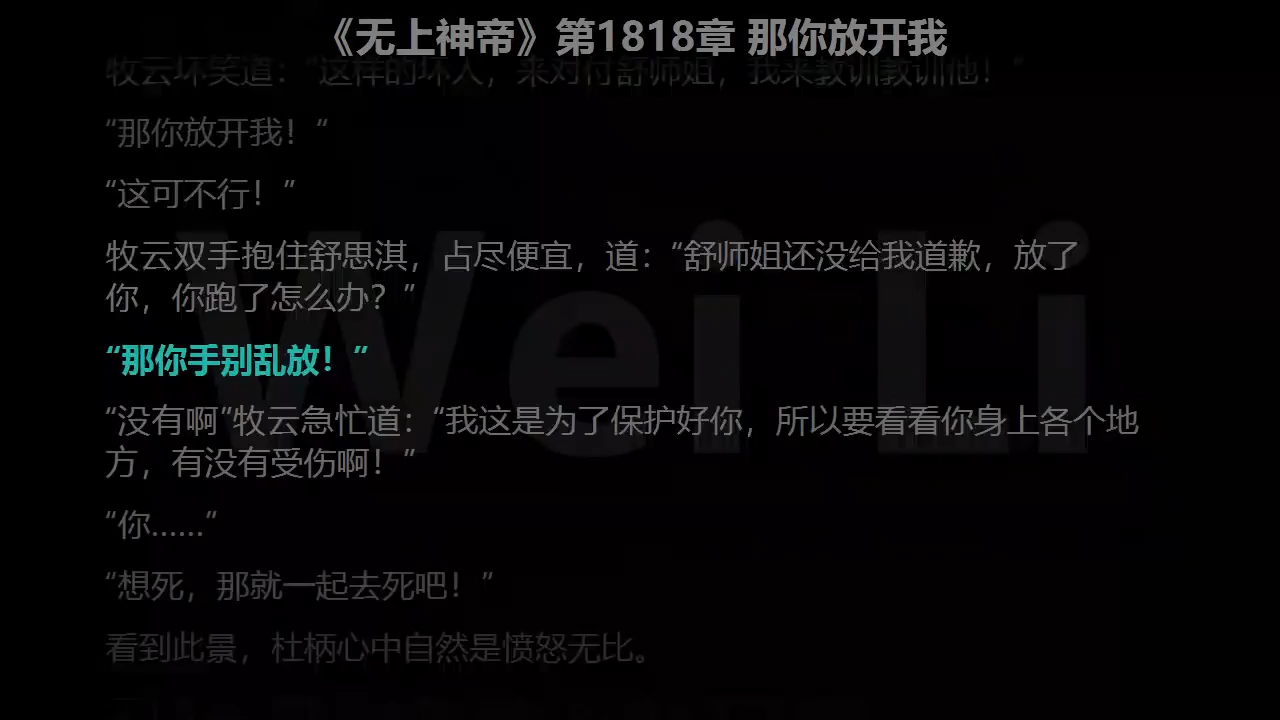 《无上神帝》第1818章 那你放开我
牧云坏笑道：“这样的坏人，来对付舒师姐，我来教训教训他！”
“那你放开我！“
“这可不行！”
牧云双手抱住舒思淇，占尽便宜，道：“舒师姐还没给我道歉，放了
你，你跑了怎么办？”
“那你手别乱放！”
“没有啊”牧云急忙道：“我这是为了保护好你，所以要看看你身上各个地
方，有没有受伤啊！”
“你……“
“想死，那就一起去死吧！”
看到此景，杜柄心中自然是愤怒无比。
Wei Li